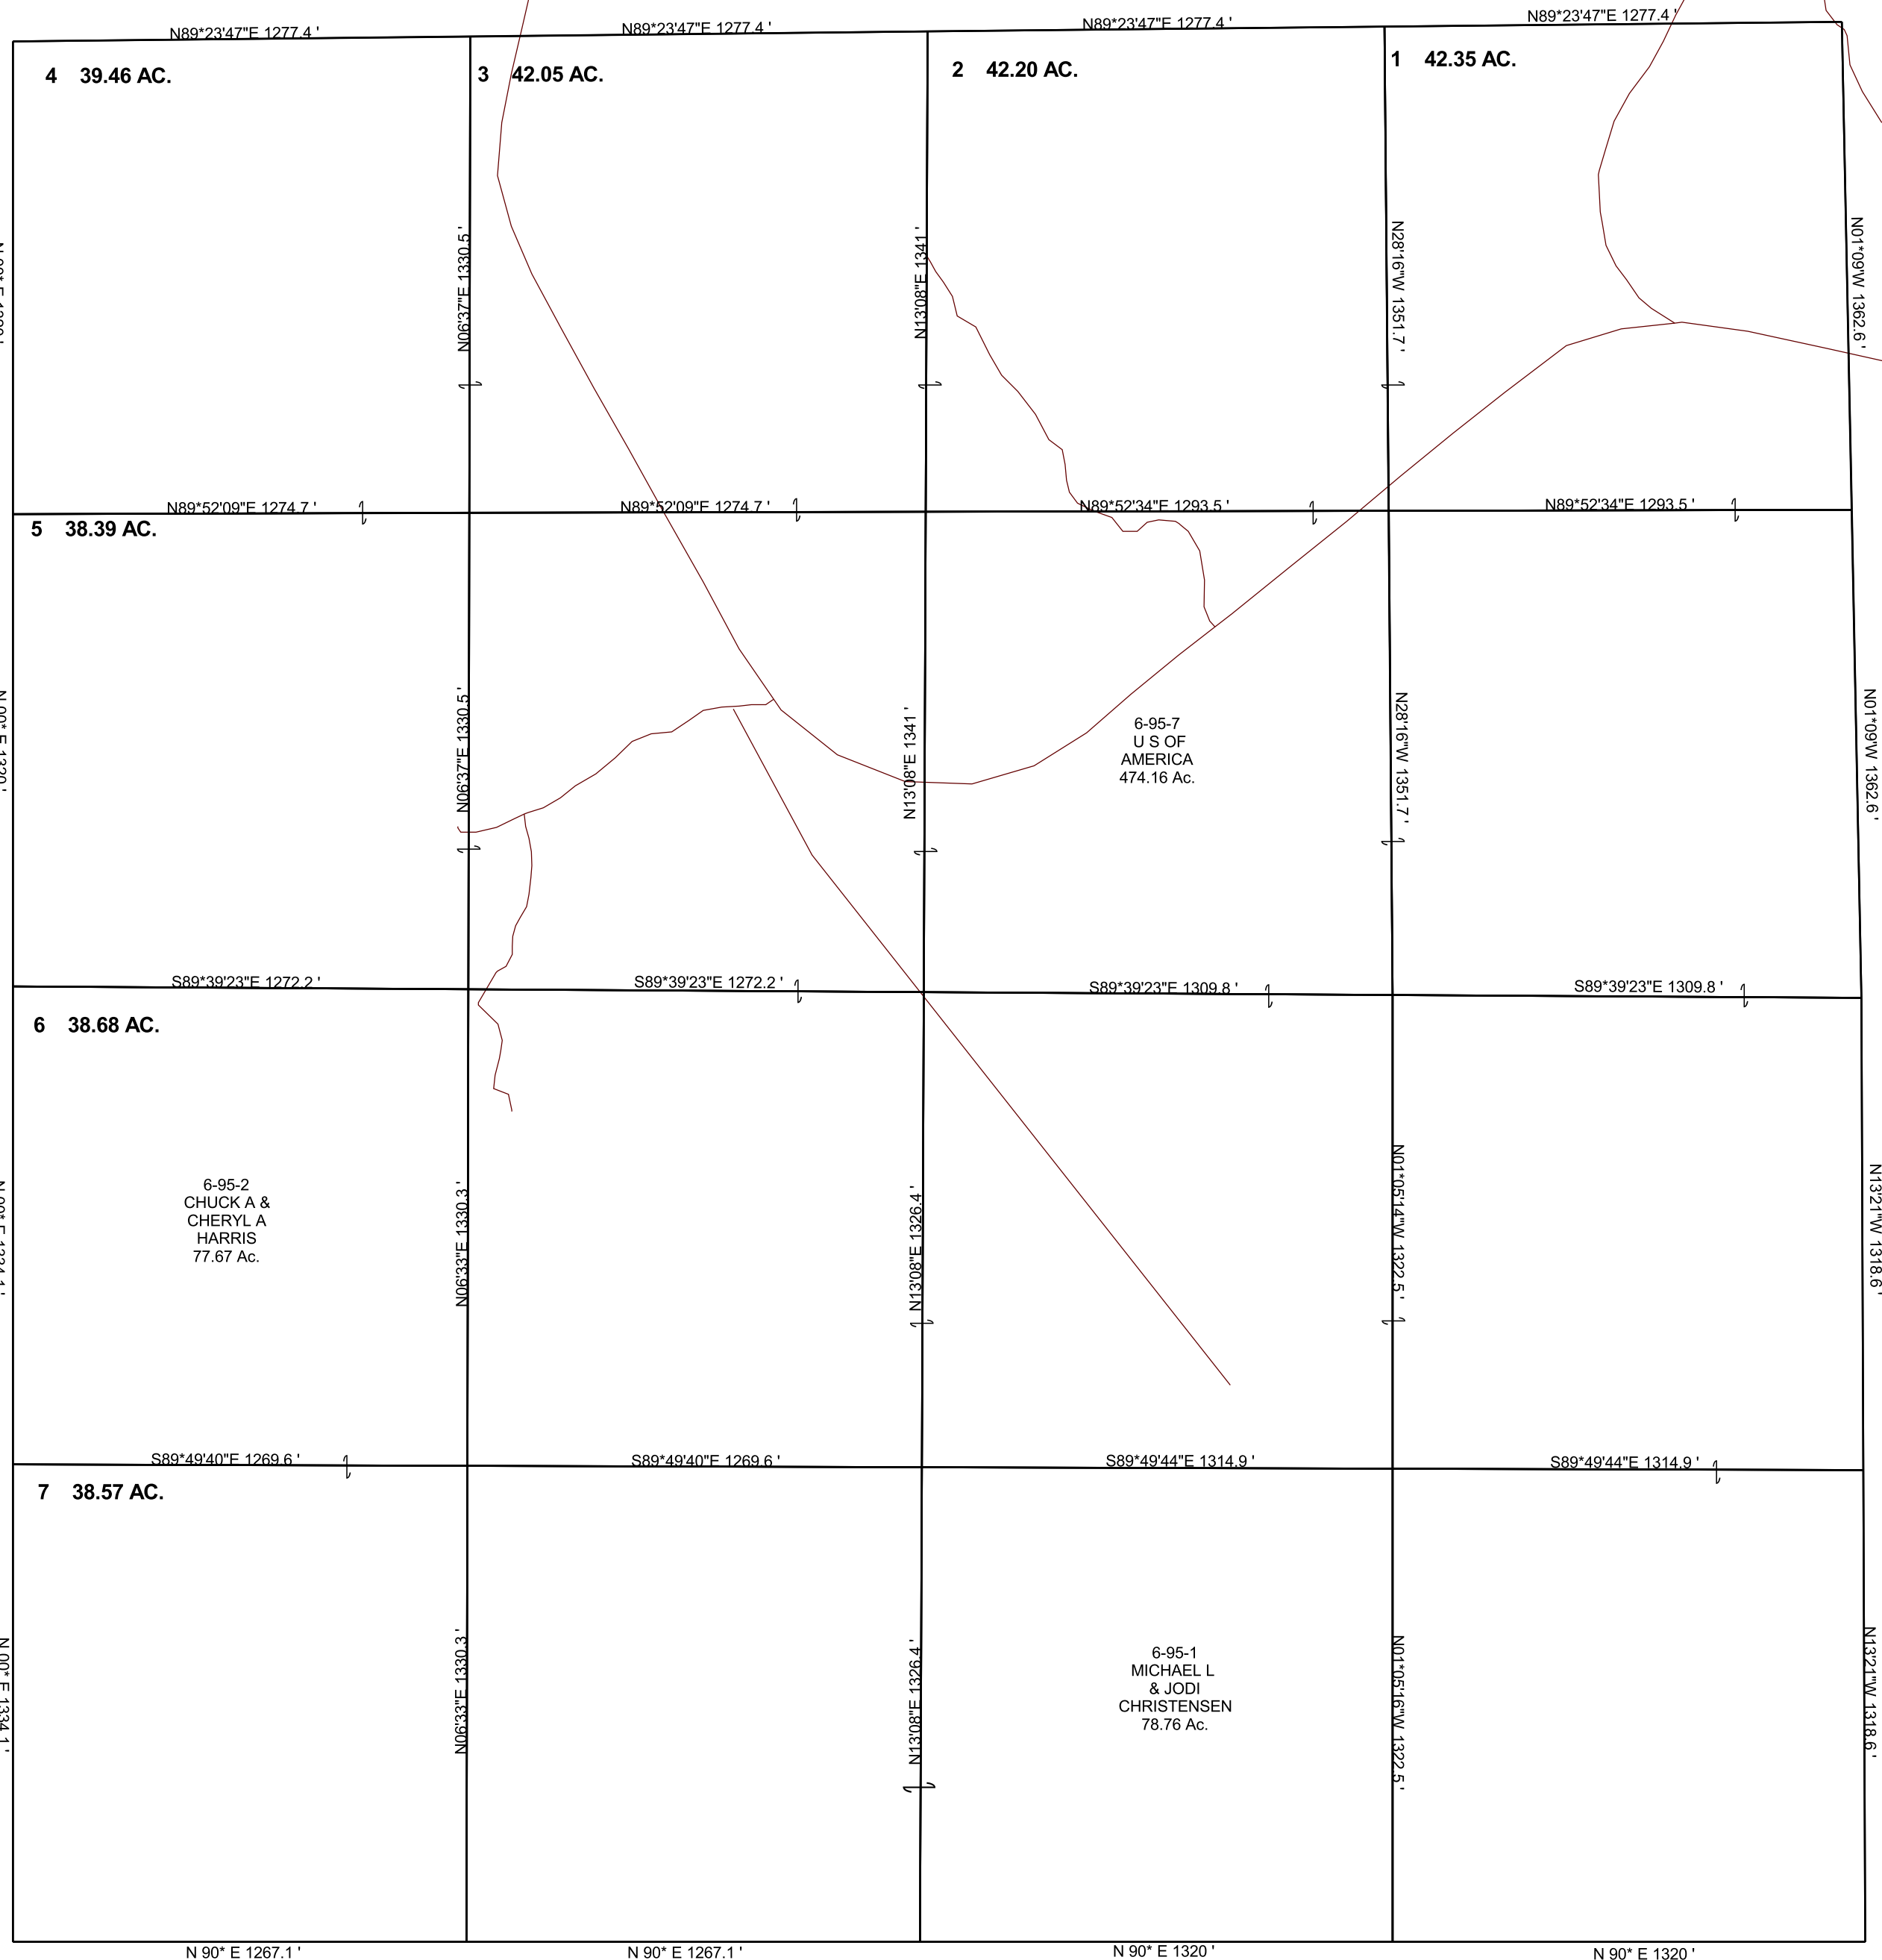 N89*23'47"E 1277.4 '
N89*23'47"E 1277.4 '
N89*23'47"E 1277.4 '
N89*23'47"E 1277.4 '
4 39.46 AC.
3 42.05 AC.
2 42.20 AC.
1 42.35 AC.
N06'37"E 1330.5 '
N13'08"E 1341 '
N28'16"W 1351.7 '
N01*09'W 1362.6 '
N89*52'09"E 1274.7 '
N89*52'09"E 1274.7 '
N89*52'34"E 1293.5 '
N89*52'34"E 1293.5 '
5 38.39 AC.
N 00* E 1320 '
N06'37"E 1330.5 '
N13'08"E 1341 '
6-95-7
U S OF
AMERICA
474.16 Ac.
N28'16"W 1351.7 '
N01*09'W 1362.6 '
S89*39'23"E 1272.2 '
S89*39'23"E 1272.2 '
S89*39'23"E 1309.8 '
S89*39'23"E 1309.8 '
6 38.68 AC.
6-95-2
CHUCK A &
CHERYL A
HARRIS
77.67 Ac.
N06'33"E 1330.3 '
N13'08"E 1326.4 '
N01*05'14"W 1322.5 '
N13'21"W 1318.6 '
S89*49'40"E 1269.6 '
S89*49'40"E 1269.6 '
S89*49'44"E 1314.9 '
S89*49'44"E 1314.9 '
7 38.57 AC.
N 00* E 1334.1 '
N06'33"E 1330.3 '
N13'08"E 1326.4 '
6-95-1
MICHAEL L
& JODI
CHRISTENSEN
78.76 Ac.
N01*05'16"W 1322.5 '
N13'21"W 1318.6 '
N 90* E 1267.1 '
N 90* E 1267.1 '
N 90* E 1320 '
N 90* E 1320 '